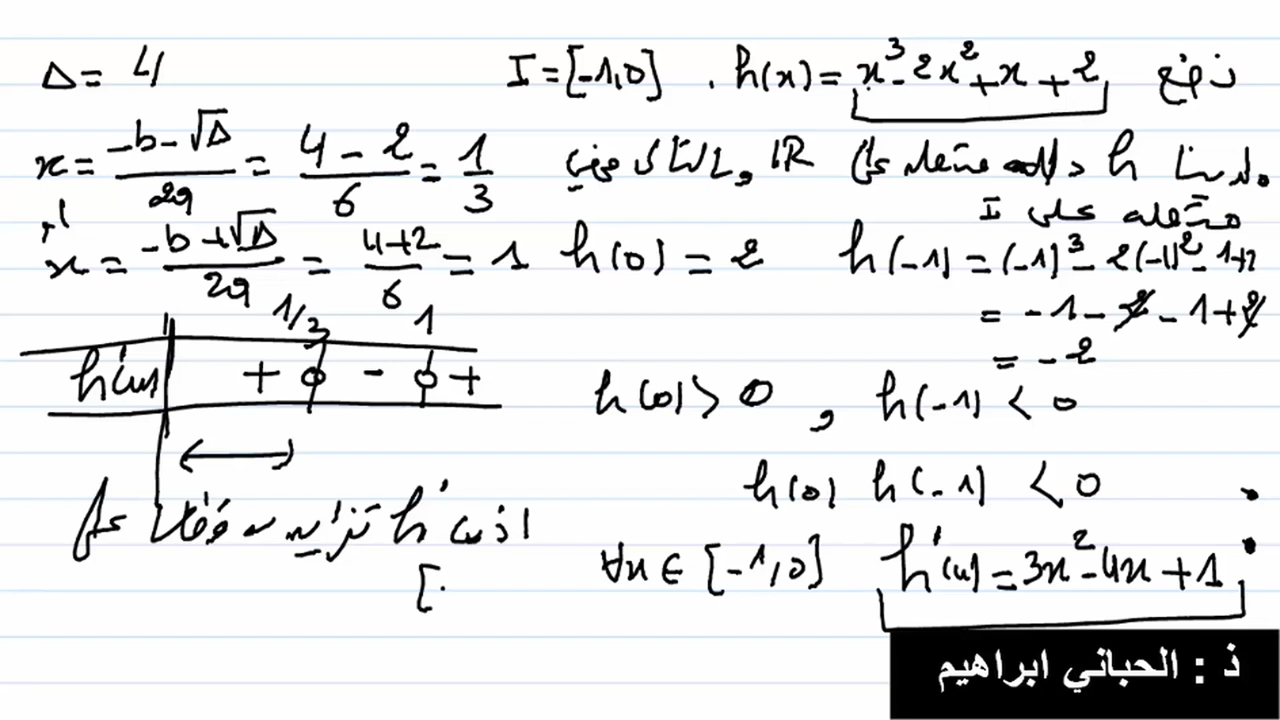 نضع h(x) = x³ - 2x² + x + 2 . I = [-1,0]
• لدينا h دالة متصلة على ℝ وبالتالي فهي
متصلة على I
h(-1) = (-1)³ - 2(-1)² - 1 + 2
= -1 - 2 - 1 + 2
= -2
h(0) = 2
h(-1) < 0 , h(0) > 0
• h(0) h(-1) < 0
• h'(x) = 3x² - 4x + 1 ∀x ∈ [-1,0]
Δ = 4
x = (-b - √Δ)/2a = (4 - 2)/6 = 1/3
أو
x = (-b + √Δ)/2a = (4+2)/6 = 1
1/3 1
h'(x) + 0 - 0 +
اذن h تزايدية قطعا على
[.
ذ : الحباني ابراهيم